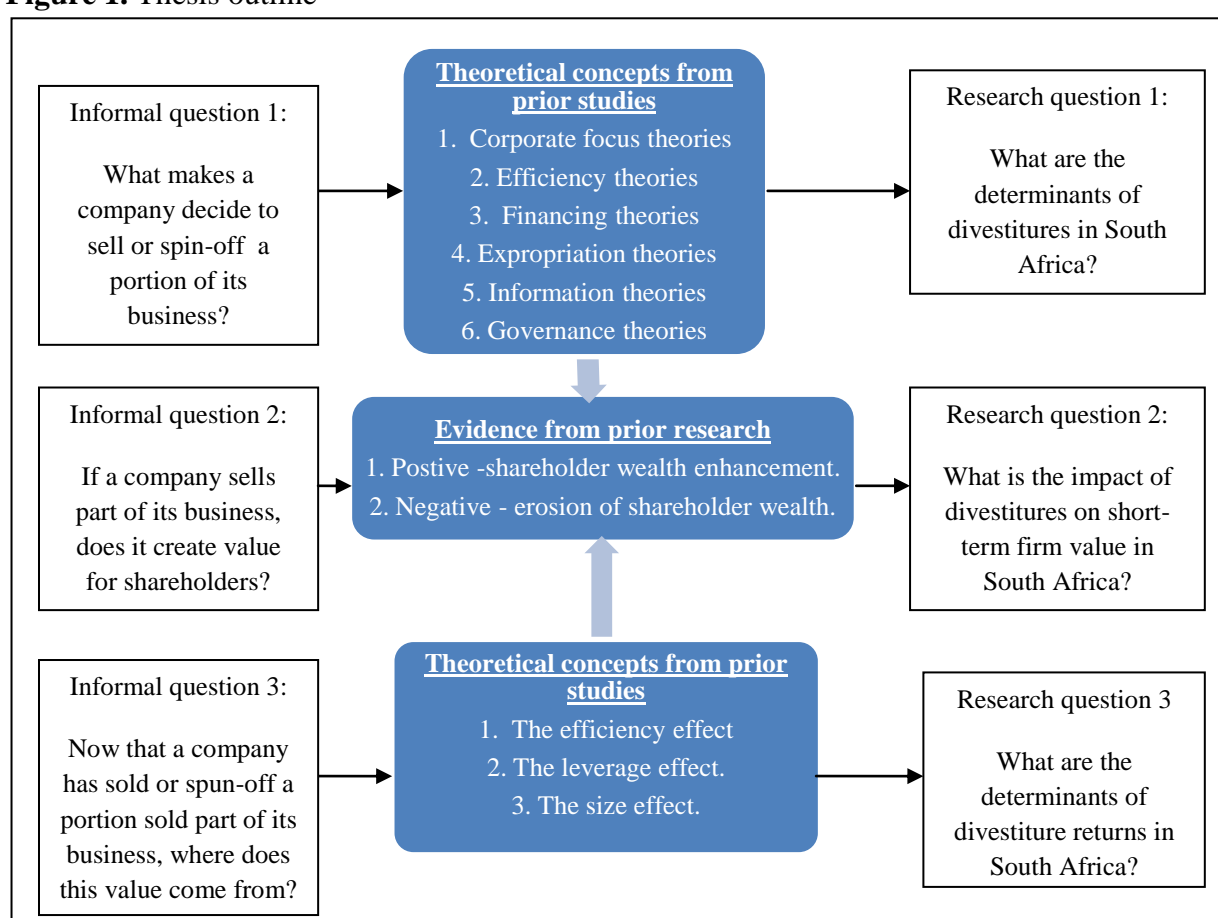 Figure 1. Thesis outline
Informal question 1:
What makes a
company decide to
sell or spin-off a
portion of its
business?
Theoretical concepts from
prior studies
1. Corporate focus theories
2. Efficiency theories
3. Financing theories
4. Expropriation theories
5. Information theories
6. Governance theories
Research question 1:
What are the
determinants of
divestitures in South
Africa?
Informal question 2:
If a company sells
part of its business,
does it create value
for shareholders?
Evidence from prior research
1. Postive -shareholder wealth enhancement.
2. Negative - erosion of shareholder wealth.
Research question 2:
What is the impact of
divestitures on short-
term firm value in
South Africa?
Informal question 3:
Now that a company
has sold or spun-off a
portion sold part of its
business, where does
this value come from?
Theoretical concepts from prior
studies
1. The efficiency effect
2. The leverage effect.
3. The size effect.
Research question 3
What are the
determinants of
divestiture returns in
South Africa?